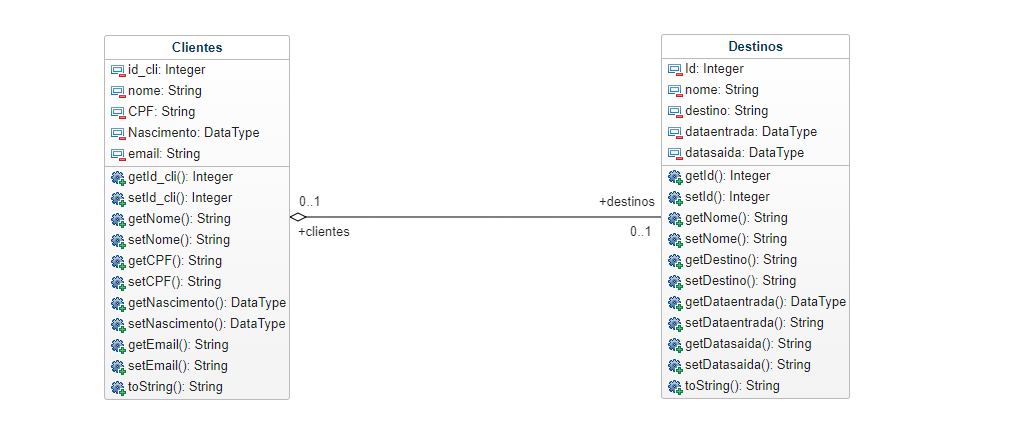 Clientes
id_cli: Integer
nome: String
CPF: String
Nascimento: DataType
email: String
getId_cli(): Integer
setId_cli(): Integer
getNome(): String
setNome(): String
getCPF(): String
setCPF(): String
getNascimento(): DataType
setNascimento(): DataType
getEmail(): String
setEmail(): String
toString(): String
0..1
+clientes
+destinos
0..1
Destinos
Id: Integer
nome: String
destino: String
dataentrada: DataType
datasaida: DataType
getId(): Integer
setId(): Integer
getNome(): String
setNome(): String
getDestino(): String
setDestino(): String
getDataentrada(): DataType
setDataentrada(): String
getDatasaida(): String
setDatasaida(): String
toString(): String